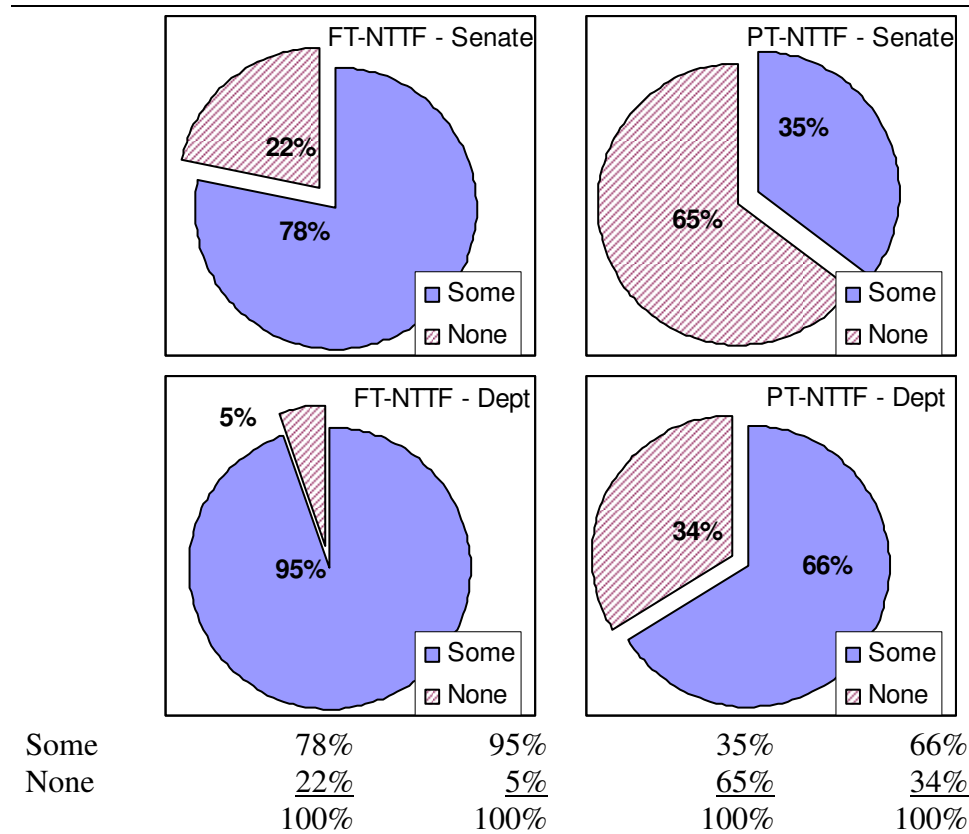 FT-NTTF - Senate
22%
78%
Some
None
PT-NTTF - Senate
35%
65%
Some
None
FT-NTTF - Dept
5%
95%
Some
None
PT-NTTF - Dept
34%
66%
Some
None
Some 78% 95% 35% 66%
None 22% 5% 65% 34%
100% 100% 100% 100%